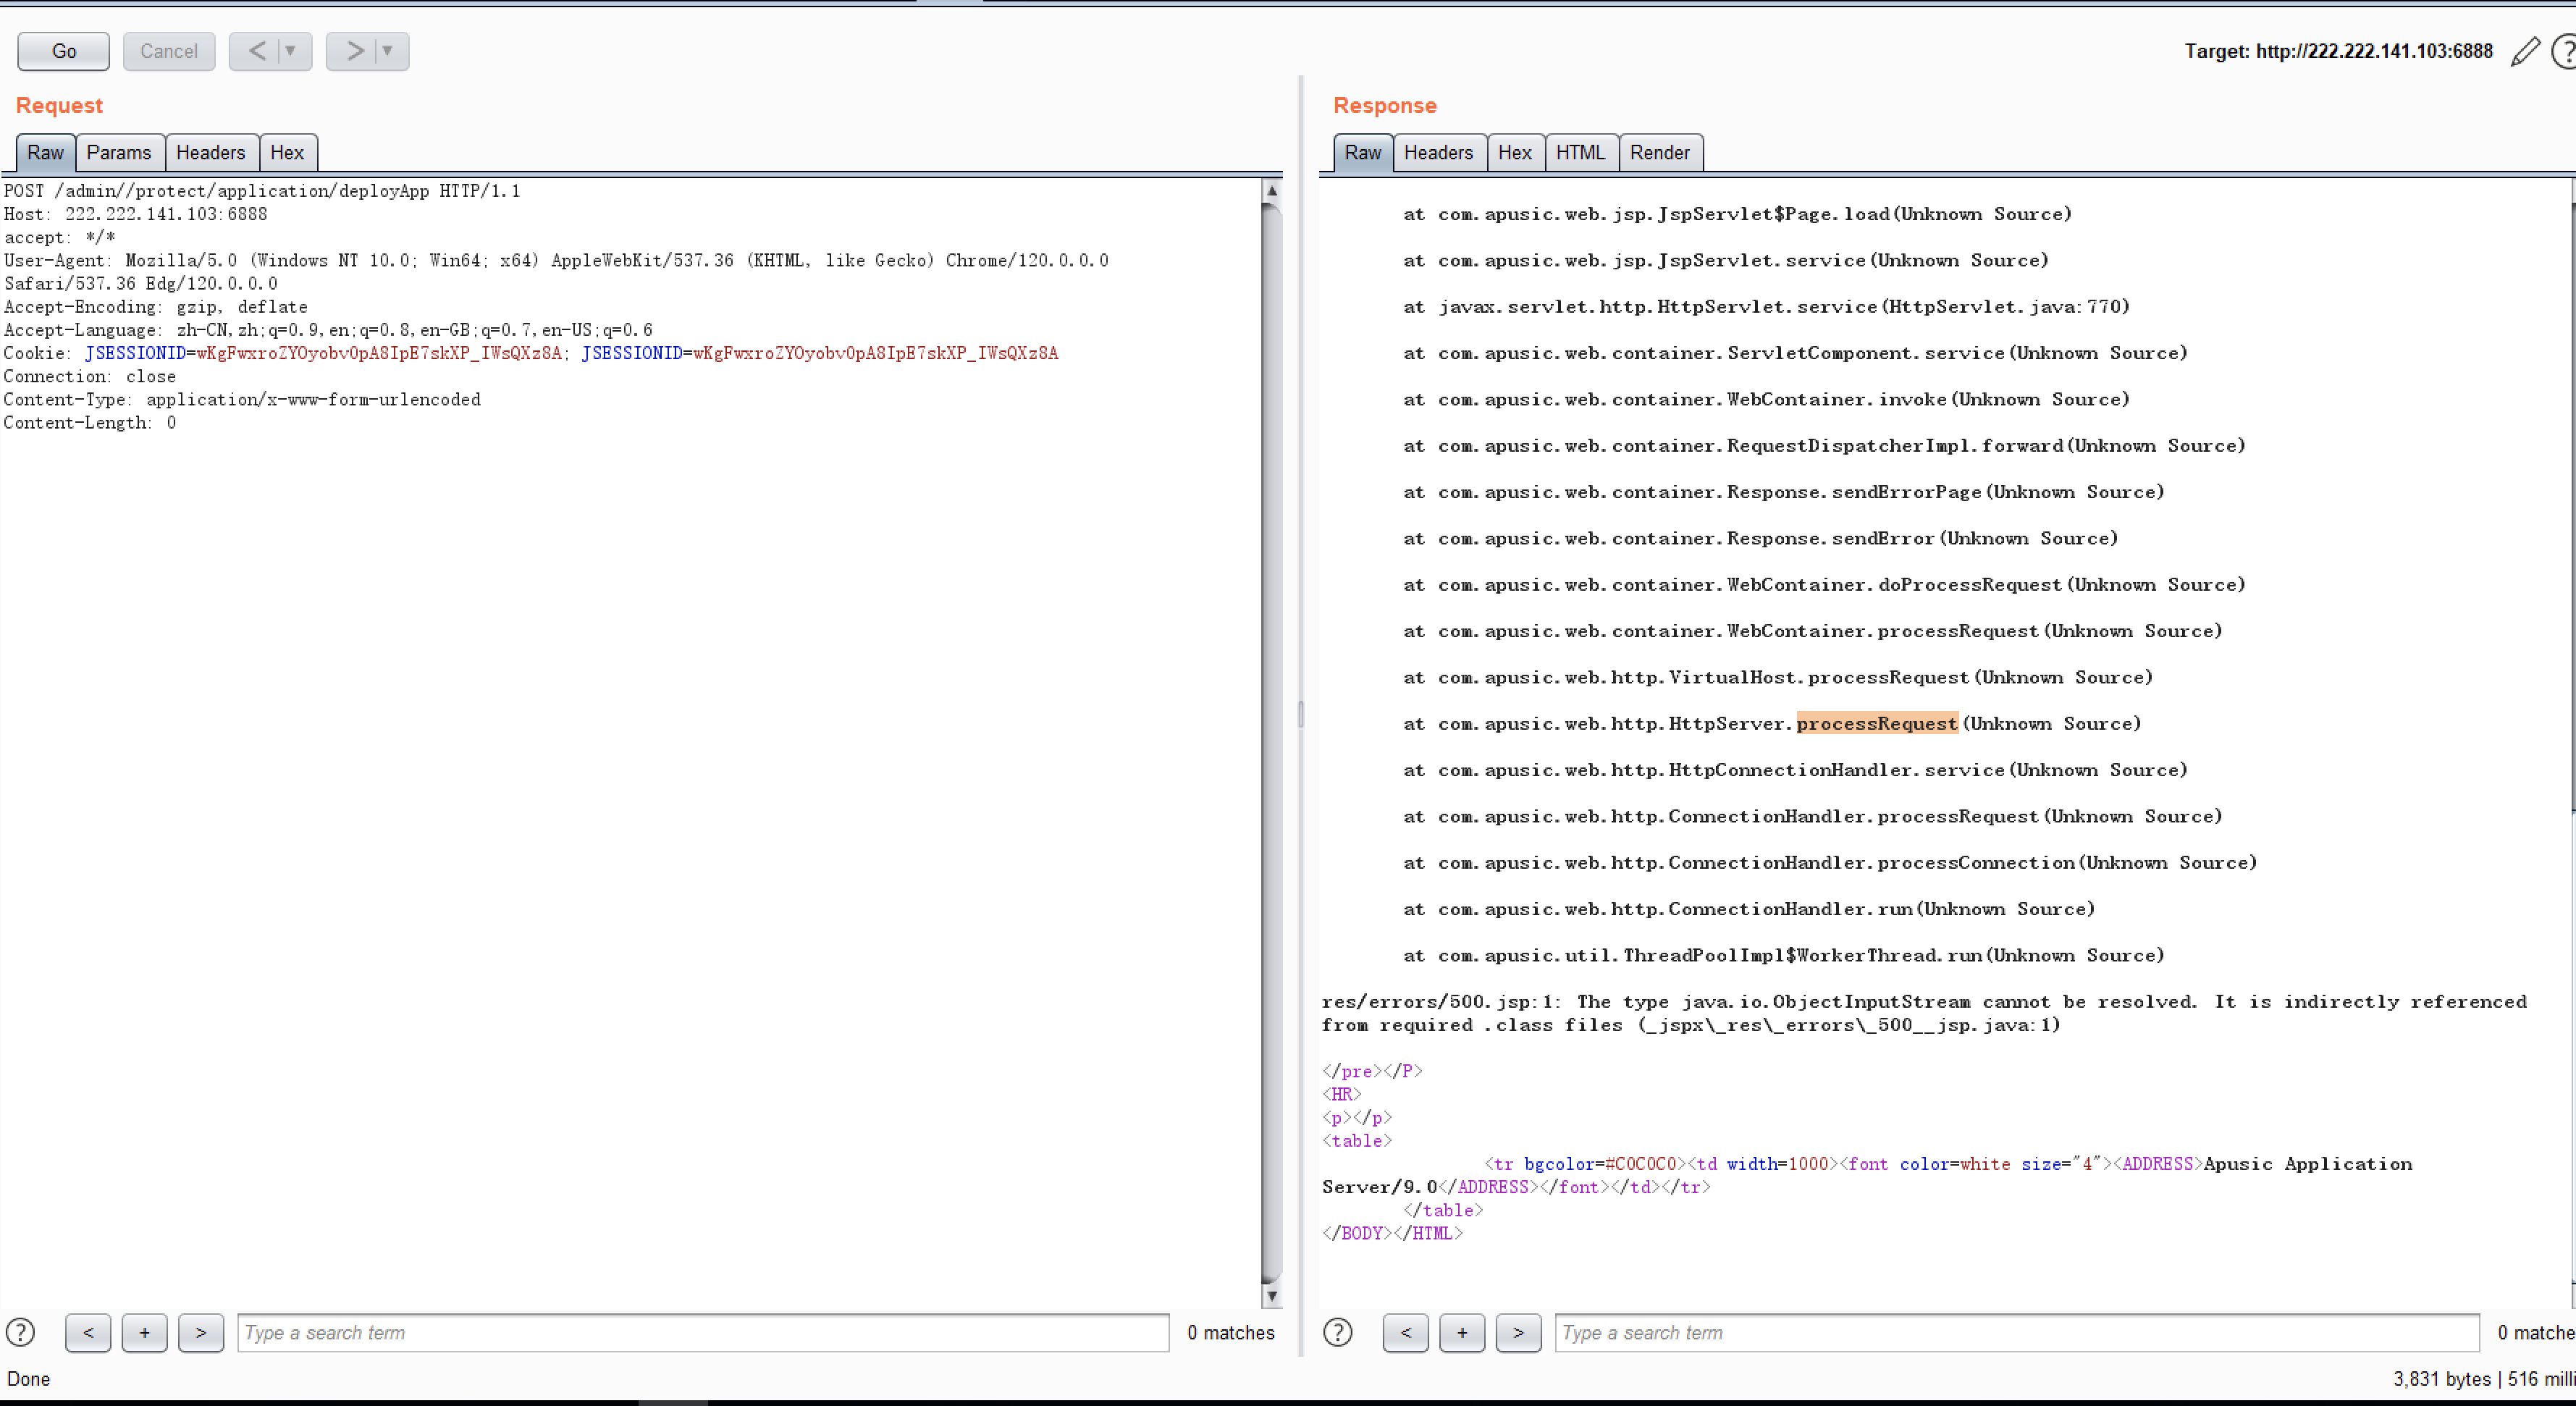 Go Cancel < ▼ > ▼ Target: http://222.222.141.103:6888
Request
Raw Params Headers Hex
POST /admin//protect/application/deployApp HTTP/1.1
Host: 222.222.141.103:6888
accept: */*
User-Agent: Mozilla/5.0 (Windows NT 10.0; Win64; x64) AppleWebKit/537.36 (KHTML, like Gecko) Chrome/120.0.0.0
Safari/537.36 Edg/120.0.0.0
Accept-Encoding: gzip, deflate
Accept-Language: zh-CN,zh;q=0.9,en;q=0.8,en-GB;q=0.7,en-US;q=0.6
Cookie: JSESSIONID=wKgFwxroZYOyobvOpA8IpE7skXP_IWsQXz8A; JSESSIONID=wKgFwxroZYOyobvOpA8IpE7skXP_IWsQXz8A
Connection: close
Content-Type: application/x-www-form-urlencoded
Content-Length: 0
? < + > Type a search term 0 matches
Response
Raw Headers Hex HTML Render
at com.apusic.web.jsp.JspServlet$Page.load(Unknown Source)
at com.apusic.web.jsp.JspServlet.service(Unknown Source)
at javax.servlet.http.HttpServlet.service(HttpServlet.java:770)
at com.apusic.web.container.ServletComponent.service(Unknown Source)
at com.apusic.web.container.WebContainer.invoke(Unknown Source)
at com.apusic.web.container.RequestDispatcherImpl.forward(Unknown Source)
at com.apusic.web.container.Response.sendErrorPage(Unknown Source)
at com.apusic.web.container.Response.sendError(Unknown Source)
at com.apusic.web.container.WebContainer.doProcessRequest(Unknown Source)
at com.apusic.web.container.WebContainer.processRequest(Unknown Source)
at com.apusic.web.http.VirtualHost.processRequest(Unknown Source)
at com.apusic.web.http.HttpServer.processRequest(Unknown Source)
at com.apusic.web.http.HttpConnectionHandler.service(Unknown Source)
at com.apusic.web.http.ConnectionHandler.processRequest(Unknown Source)
at com.apusic.web.http.ConnectionHandler.processConnection(Unknown Source)
at com.apusic.web.http.ConnectionHandler.run(Unknown Source)
at com.apusic.util.ThreadPoolImpl$WorkerThread.run(Unknown Source)
res/errors/500.jsp:1: The type java.io.ObjectInputStream cannot be resolved. It is indirectly referenced
from required .class files (_jspx\_res\_errors\_500__jsp.java:1)
</pre></P>
<HR>
<p></p>
<table>
<tr bgcolor=#C0C0C0><td width=1000><font color=white size="4"><ADDRESS>Apusic Application
Server/9.0</ADDRESS></font></td></tr>
</table>
</BODY></HTML>
? < + > Type a search term 0 matche
Done 3,831 bytes | 516 milli